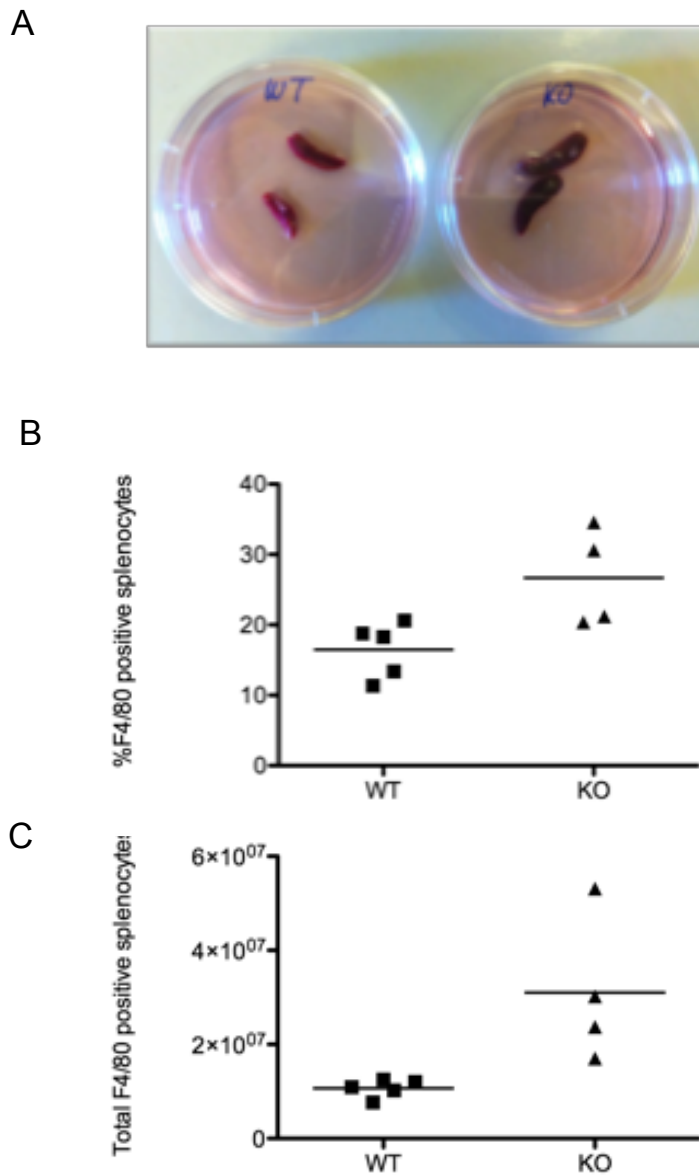 A
WT
KO
B
%F4/80 positive splenocytes
40
30
20
10
0
WT
KO
C
Total F4/80 positive splenocytes
6×10⁰⁷
4×10⁰⁷
2×10⁰⁷
0
WT
KO